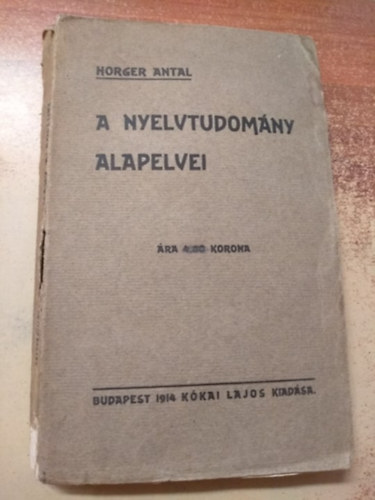 HORGER ANTAL
A NYELVTUDOMÁNY
ALAPELVEI
ÁRA KORONA
BUDAPEST 1914 KÓKAI LAJOS KIADÁSA.